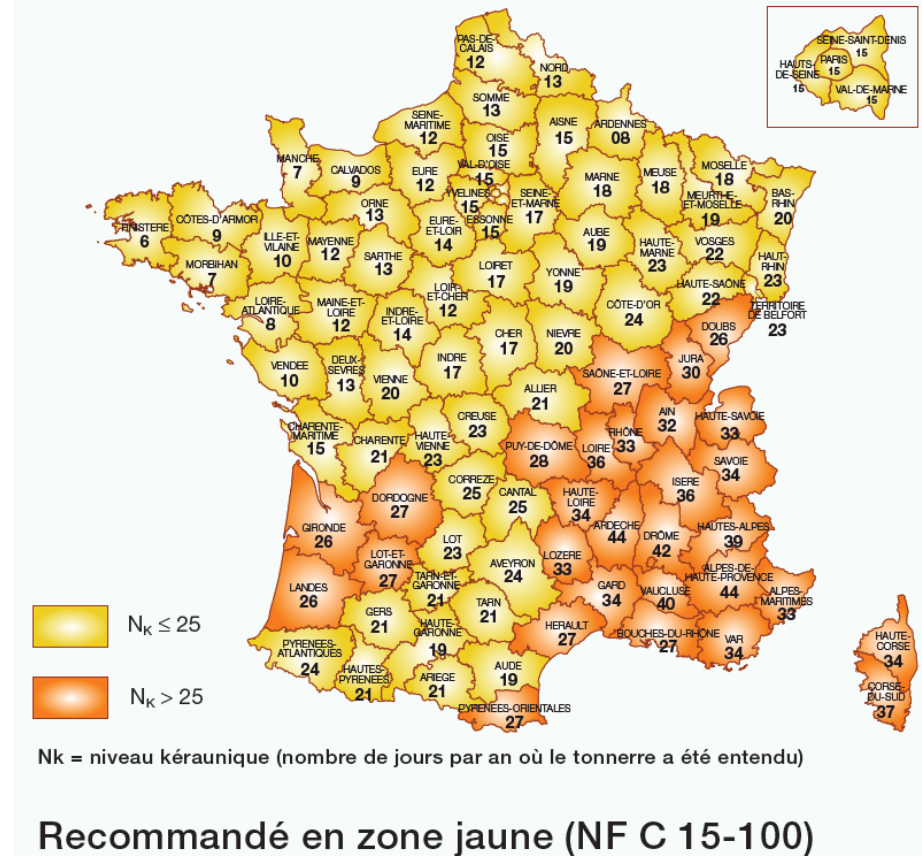 PAS-DE-
CALAIS
12
NORD
13
SOMME
13
SEINE-
MARITIME
12
OISE
15
AISNE
15
ARDENNES
08
SEINE-SAINT-DENIS
15
HAUTS-
DE-SEINE
15
PARIS
15
VAL-DE-MARNE
15
MANCHE
7
CALVADOS
9
EURE
12
VAL-D'OISE
15
YVELINES
15
ESSONNE
15
SEINE-
ET-MARNE
17
MARNE
18
MEUSE
18
MOSELLE
18
MEURTHE-
ET-MOSELLE
19
BAS-
RHIN
20
FINISTERE
6
CÔTES-D'ARMOR
9
ORNE
13
EURE-
ET-LOIR
14
AUBE
19
HAUTE-
MARNE
23
VOSGES
22
HAUT-
RHIN
23
MORBIHAN
7
ILLE-ET-
VILAINE
10
MAYENNE
12
SARTHE
13
LOIR-
ET-CHER
12
LOIRET
17
YONNE
19
CÔTE-D'OR
24
HAUTE-SAÔNE
22
TERRITOIRE
DE BELFORT
23
LOIRE-
ATLANTIQUE
8
MAINE-ET-
LOIRE
12
INDRE-
ET-LOIRE
14
CHER
17
NIEVRE
20
DOUBS
26
JURA
30
VENDEE
10
DEUX-
SEVRES
13
VIENNE
20
INDRE
17
ALLIER
21
SAÔNE-ET-LOIRE
27
CHARENTE-
MARITIME
15
CHARENTE
21
HAUTE-
VIENNE
23
CREUSE
23
PUY-DE-DÔME
28
LOIRE
36
RHÔNE
33
AIN
32
HAUTE-SAVOIE
33
SAVOIE
34
GIRONDE
26
DORDOGNE
27
CORREZE
25
CANTAL
25
HAUTE-
LOIRE
34
ARDECHE
44
ISERE
36
DRÔME
42
HAUTES-ALPES
39
LANDES
26
LOT-ET-
GARONNE
27
LOT
23
AVEYRON
24
LOZERE
33
GARD
34
VAUCLUSE
40
ALPES-DE-
HAUTE-PROVENCE
44
ALPES-
MARITIMES
33
TARN-ET-
GARONNE
21
GERS
21
TARN
21
HERAULT
27
BOUCHES-DU-RHÔNE
27
VAR
34
PYRENEES-
ATLANTIQUES
24
HAUTES-
PYRENEES
21
HAUTE-
GARONNE
19
ARIEGE
21
AUDE
19
PYRENEES-ORIENTALES
27
HAUTE-
CORSE
34
CORSE-
DU-SUD
37
NK ≤ 25
NK > 25
Nk = niveau kéraunique (nombre de jours par an où le tonnerre a été entendu)
Recommandé en zone jaune (NF C 15-100)